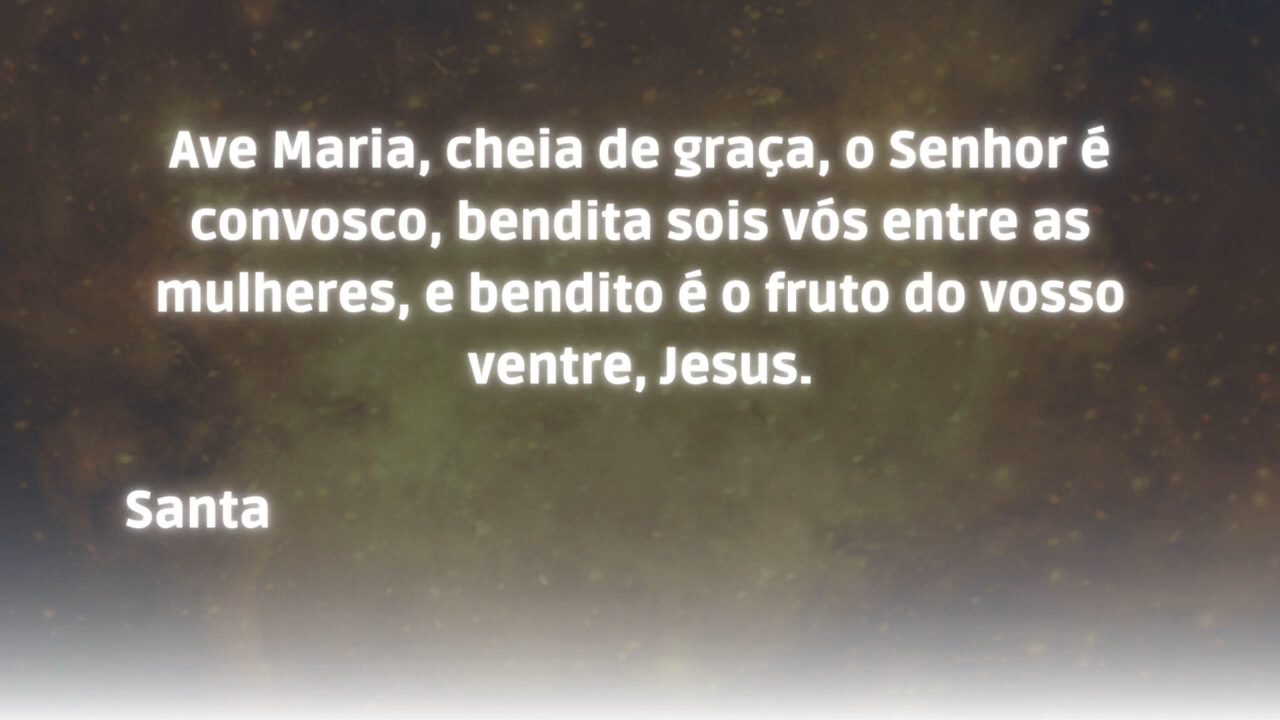 Ave Maria, cheia de graça, o Senhor é
convosco, bendita sois vós entre as
mulheres, e bendito é o fruto do vosso
ventre, Jesus.
Santa